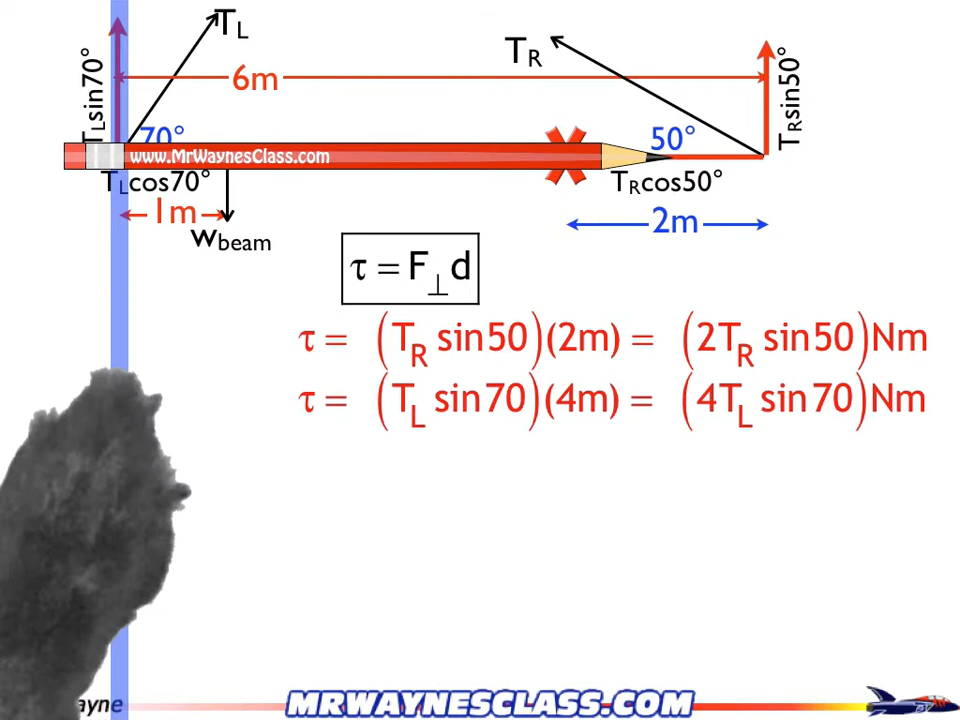 T_L
T_R
T_Lsin70°
6m
T_Rsin50°
70°
50°
www.MrWaynesClass.com
T_Lcos70°
T_Rcos50°
1m
2m
w_beam
τ = F_⊥d
τ = (T_R sin50)(2m) = (2T_R sin50)Nm
τ = (T_L sin70)(4m) = (4T_L sin70)Nm
MRWAYNESCLASS.COM